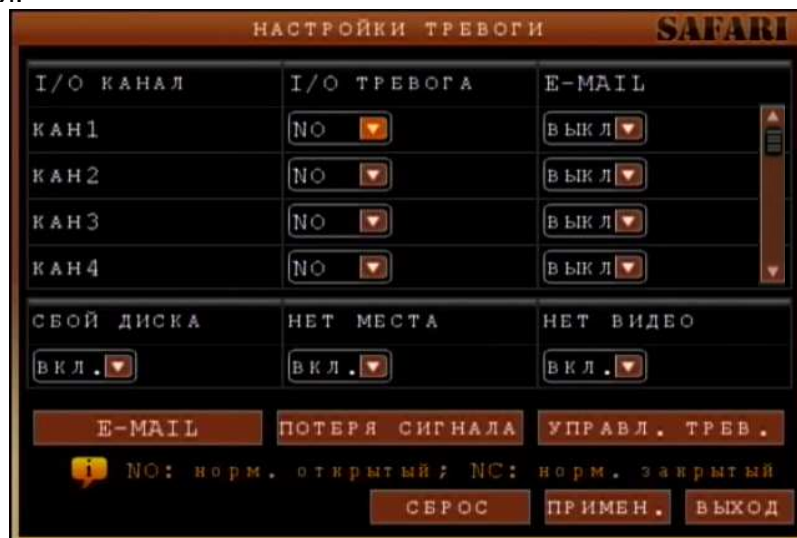 НАСТРОЙКИ ТРЕВОГИ SAFARI
I/O КАНАЛ I/O ТРЕВОГА E-MAIL
КАН1 NO ВЫКЛ
КАН2 NO ВЫКЛ
КАН3 NO ВЫКЛ
КАН4 NO ВЫКЛ
СБОЙ ДИСКА НЕТ МЕСТА НЕТ ВИДЕО
ВКЛ. ВКЛ. ВКЛ.
E-MAIL ПОТЕРЯ СИГНАЛА УПРАВЛ. ТРЕВ.
NO: норм. открытый; NC: норм. закрытый
СБРОС ПРИМЕН. ВЫХОД